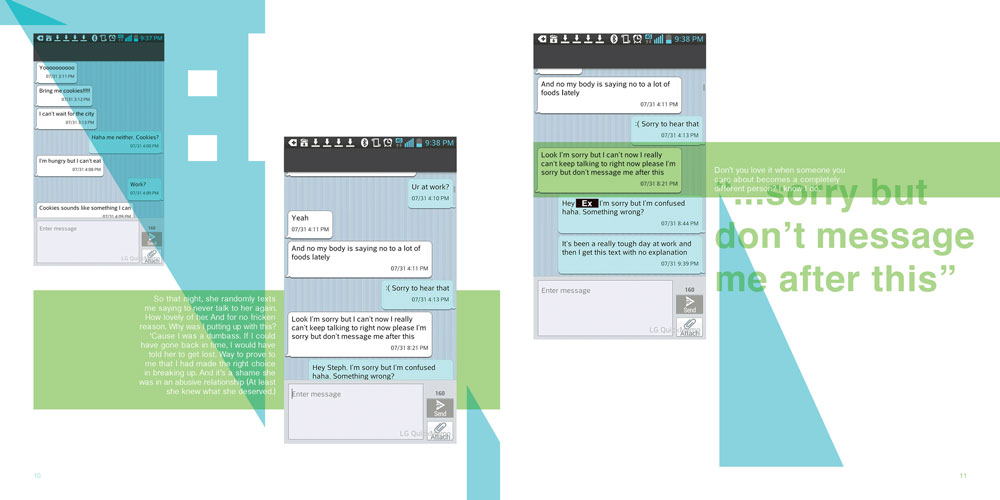 9:37 PM
Yoooooooooo
07/31 3:11 PM
Bring me cookies!!!!!
07/31 3:12 PM
I can't wait for the city
07/31 3:13 PM
Haha me neither. Cookies?
07/31 4:08 PM
I'm hungry but I can't eat
07/31 4:08 PM
Work?
07/31 4:09 PM
Cookies sounds like something I can
07/31 4:09 PM
Enter message
160
Send
Attach
So that night, she randomly texts
me saying to never talk to her again.
How lovely of her. And for no fricken
reason. Why was I putting up with this?
'Cause I was a dumbass. If I could
have gone back in time, I would have
told her to get lost. Way to prove to
me that I had made the right choice
in breaking up. And it's a shame she
was in an abusive relationship (At least
she knew what she deserved.)
10
9:38 PM
Ur at work?
07/31 4:10 PM
Yeah
07/31 4:11 PM
And no my body is saying no to a lot of
foods lately
07/31 4:11 PM
:( Sorry to hear that
07/31 4:13 PM
Look I'm sorry but I can't now I really
can't keep talking to right now please I'm
sorry but don't message me after this
07/31 8:21 PM
Hey Steph. I'm sorry but I'm confused
haha. Something wrong?
Enter message
160
Send
LG QuickMemo
Attach
9:38 PM
And no my body is saying no to a lot of
foods lately
07/31 4:11 PM
:( Sorry to hear that
07/31 4:13 PM
Look I'm sorry but I can't now I really
can't keep talking to right now please I'm
sorry but don't message me after this
07/31 8:21 PM
Hey Ex I'm sorry but I'm confused
haha. Something wrong?
07/31 8:44 PM
It's been a really tough day at work and
then I get this text with no explanation
07/31 9:39 PM
Enter message
160
Send
LG QuickMemo
Attach
Don't you love it when someone you
care about becomes a completely
different person? I know I do.
"...sorry but
don't message
me after this"
11